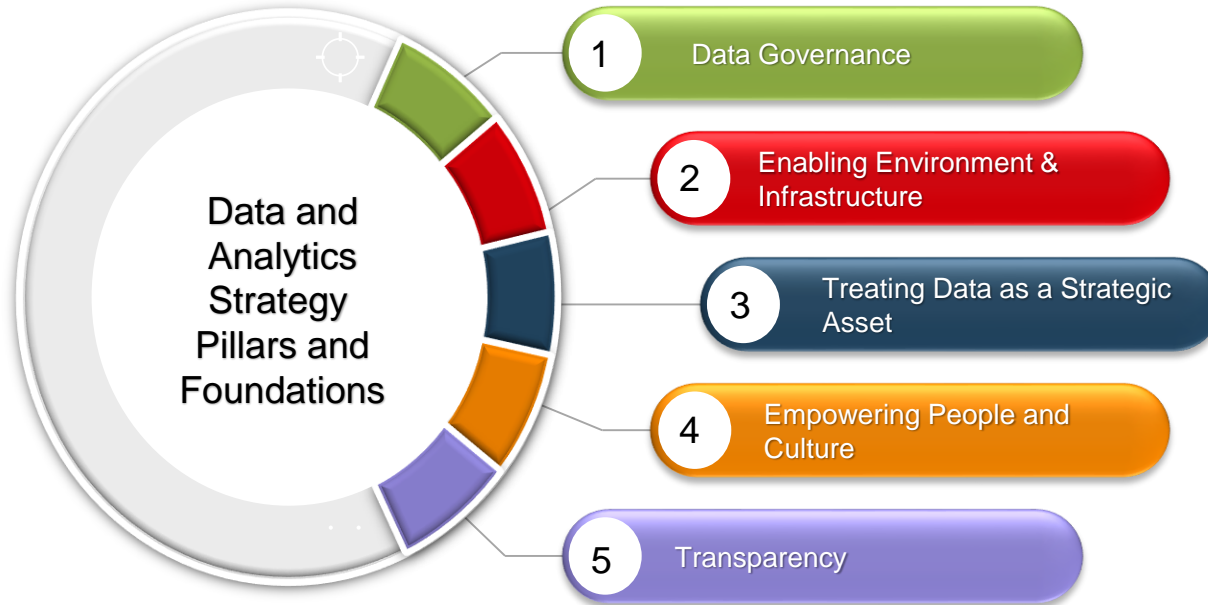 Data and
Analytics
Strategy
Pillars and
Foundations
1
Data Governance
2
Enabling Environment &
Infrastructure
3
Treating Data as a Strategic
Asset
4
Empowering People and
Culture
5
Transparency